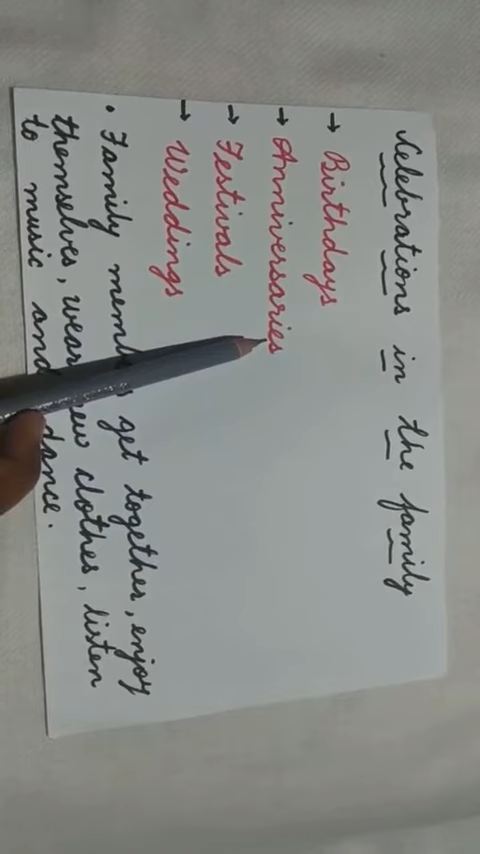 Celebrations in the family
→ Birthdays
→ Anniversaries
→ Festivals
→ Weddings
• Family get together, enjoy
themselves, clothes, listen
to music and dance.